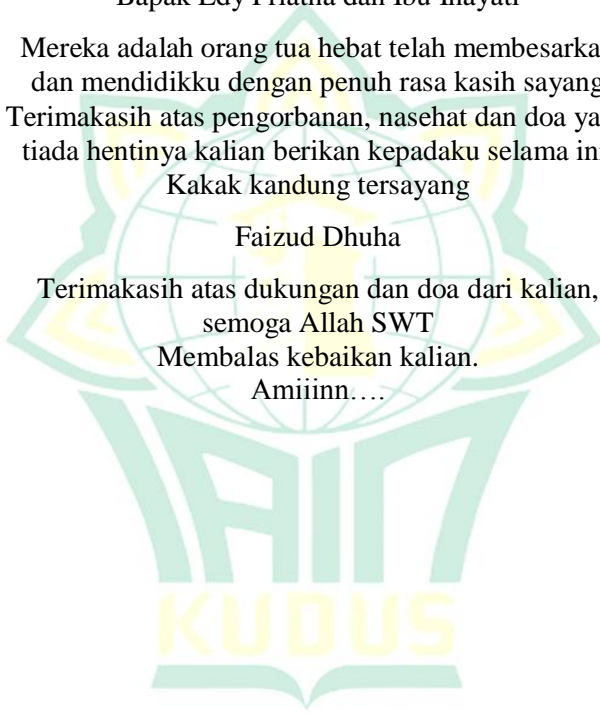 Bapak Edy Priatna dan Ibu Inayati
Mereka adalah orang tua hebat telah membesarka
dan mendidikku dengan penuh rasa kasih sayang
Terimakasih atas pengorbanan, nasehat dan doa ya
tiada hentinya kalian berikan kepadaku selama in
Kakak kandung tersayang
Faizud Dhuha
Terimakasih atas dukungan dan doa dari kalian,
semoga Allah SWT
Membalas kebaikan kalian.
Amiiinn….
IAIN
KUDUS